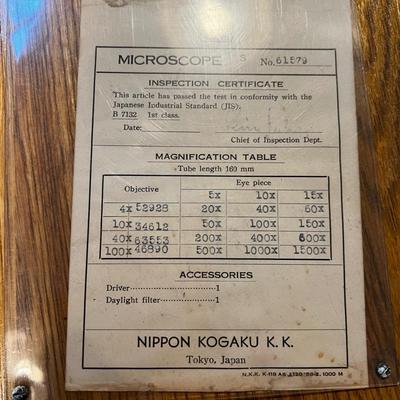 MICROSCOPE S No. 61579
INSPECTION CERTIFICATE
This article has passed the test in conformity with the
Japanese Industrial Standard (JIS),
B 7132 1st class.
Date:
Chief of Inspection Dept.
MAGNIFICATION TABLE
Tube length 160 mm
Objective Eye piece
5x 10x 15x
4x 52928 20x 40x 60x
10x 34612 50x 100x 150x
40x 63553 200x 400x 600x
100x 46890 500x 1000x 1500x
ACCESSORIES
Driver 1
Daylight filter 1
NIPPON KOGAKU K. K.
Tokyo, Japan
N.K.K. K-118 AE 1000 M